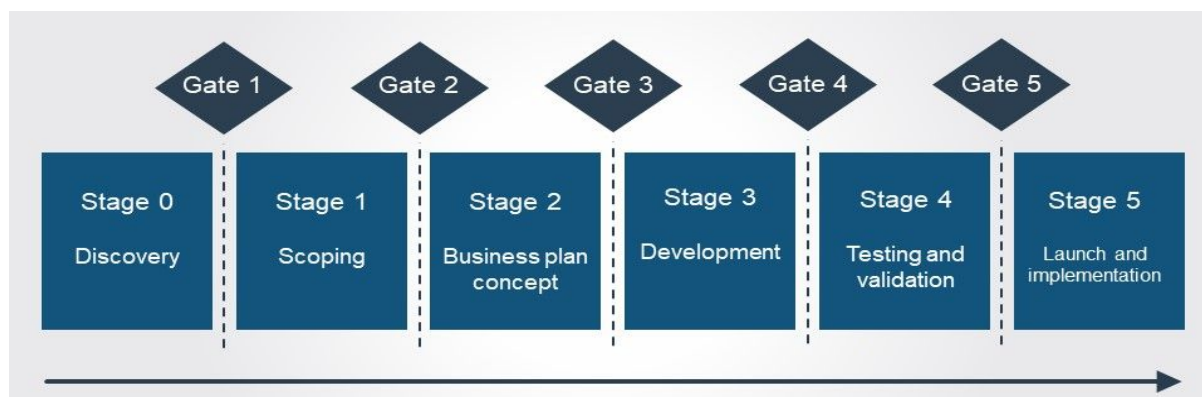 Gate 1
Gate 2
Gate 3
Gate 4
Gate 5
Stage 0
Discovery
Stage 1
Scoping
Stage 2
Business plan
concept
Stage 3
Development
Stage 4
Testing and
validation
Stage 5
Launch and
implementation